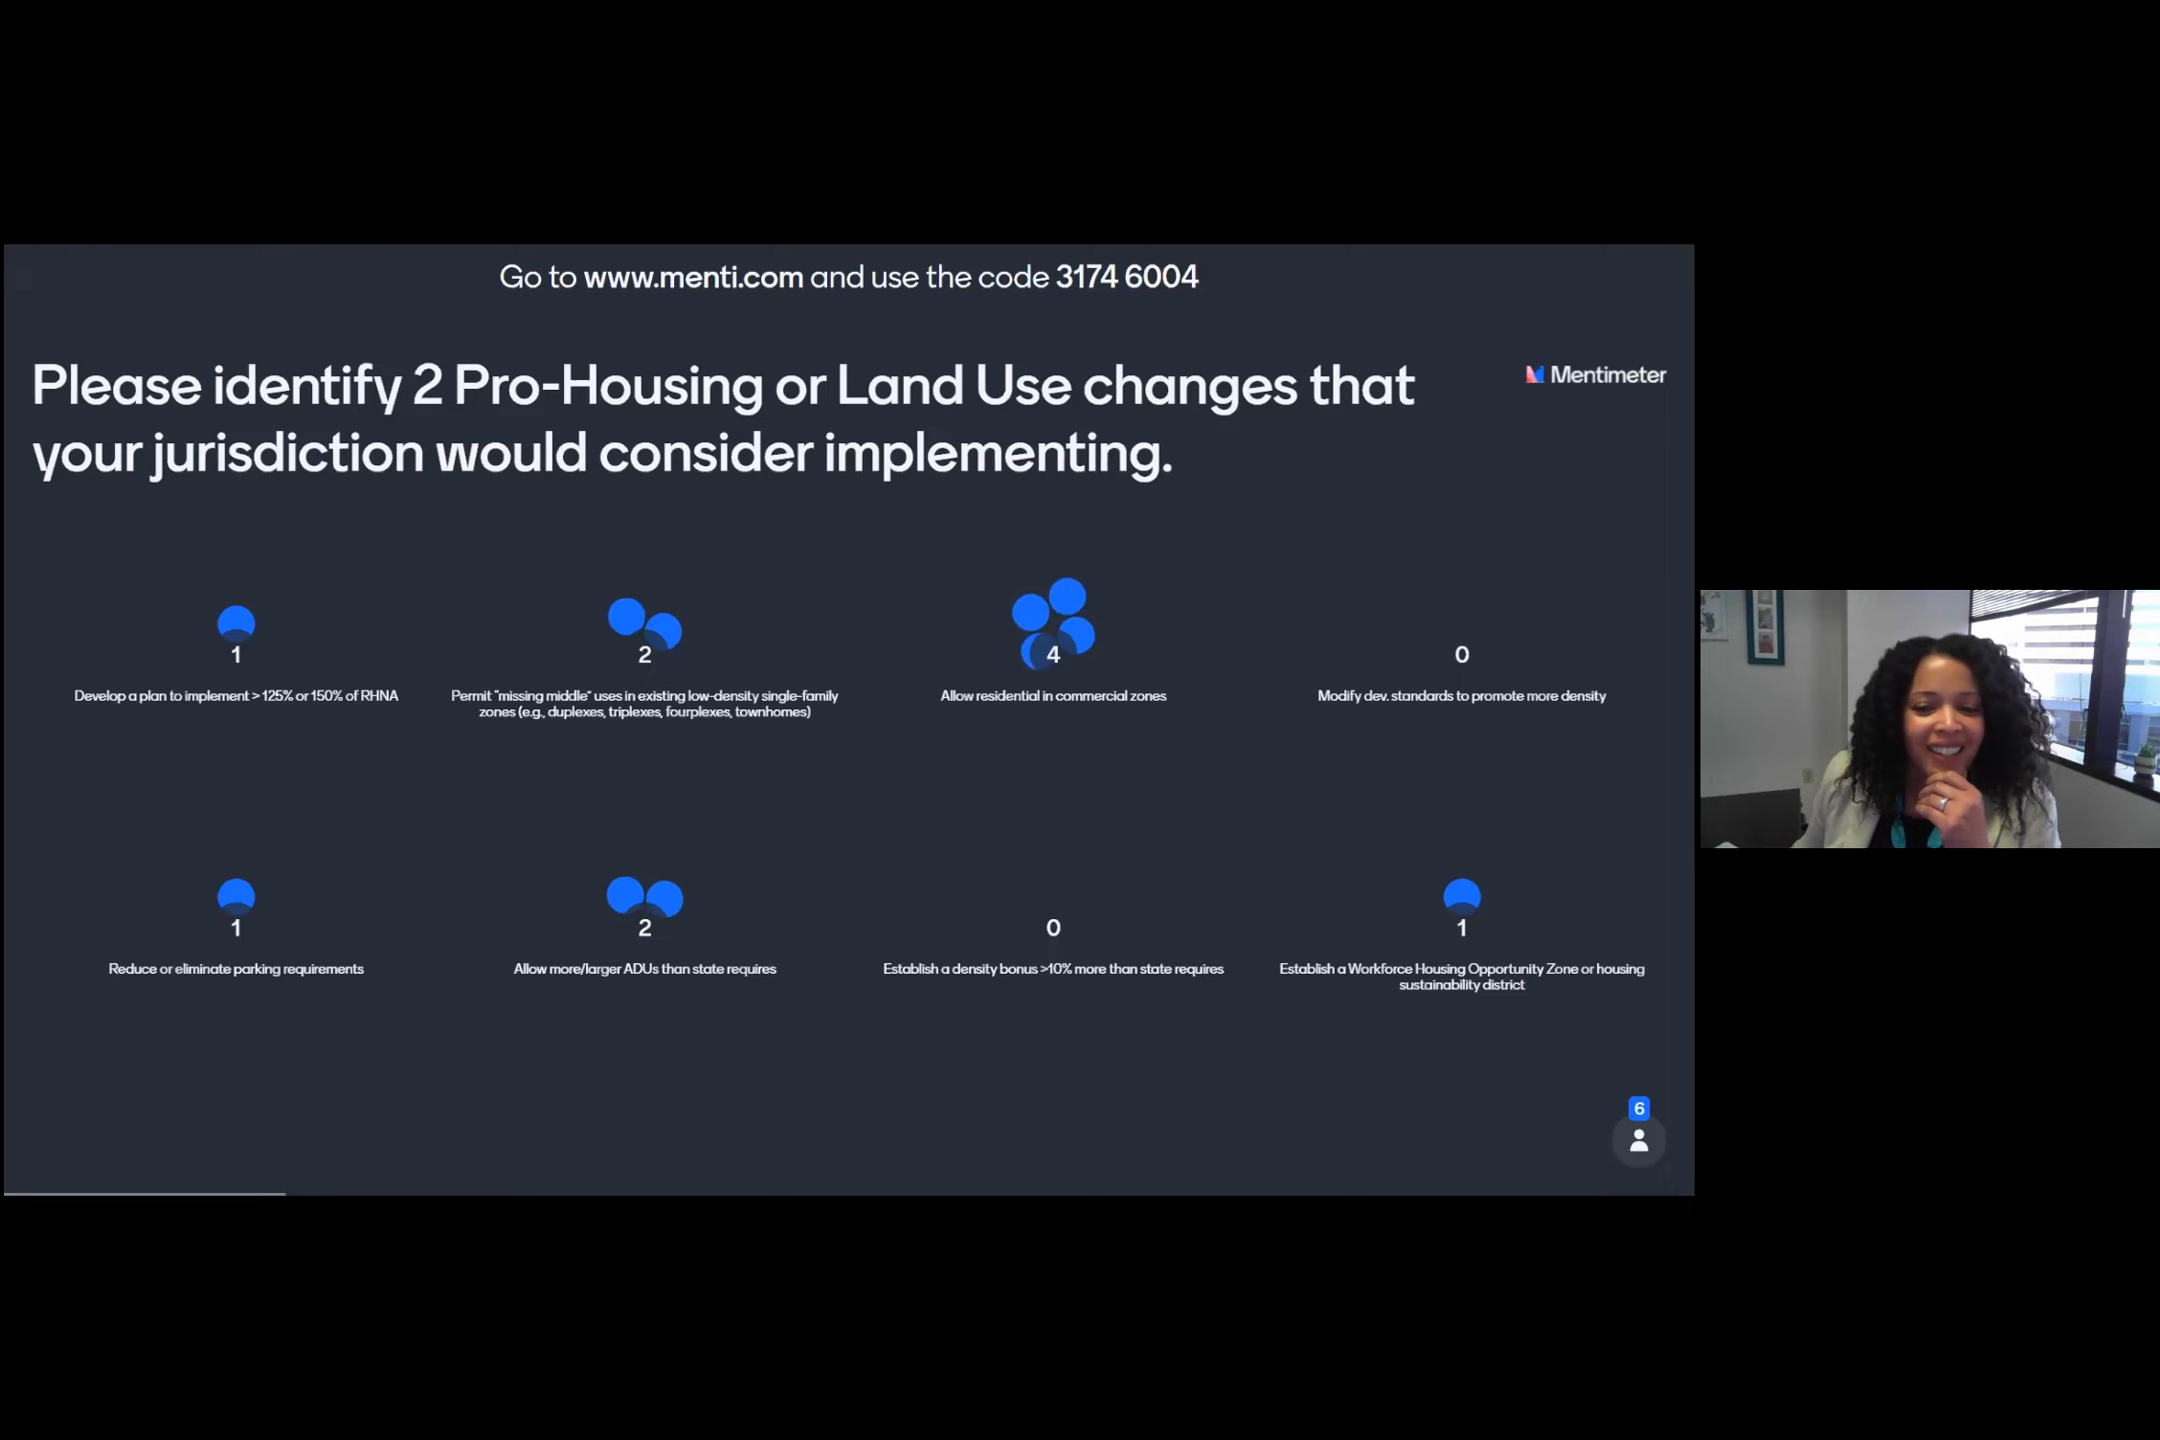 Go to www.menti.com and use the code 3174 6004
Please identify 2 Pro-Housing or Land Use changes that
your jurisdiction would consider implementing.
Mentimeter
1
Develop a plan to implement > 125% or 150% of RHNA
2
Permit "missing middle" uses in existing low-density single-family
zones (e.g., duplexes, triplexes, fourplexes, townhomes)
4
Allow residential in commercial zones
0
Modify dev. standards to promote more density
1
Reduce or eliminate parking requirements
2
Allow more/larger ADUs than state requires
0
Establish a density bonus >10% more than state requires
1
Establish a Workforce Housing Opportunity Zone or housing
sustainability district
6